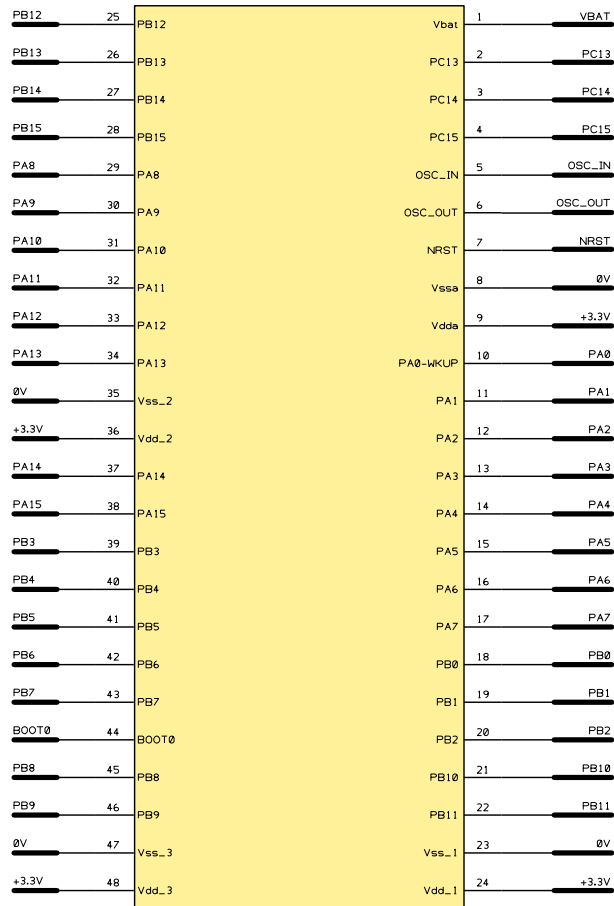 PB12 25 PB12 Vbat 1 VBAT
PB13 26 PB13 PC13 2 PC13
PB14 27 PB14 PC14 3 PC14
PB15 28 PB15 PC15 4 PC15
PA8 29 PA8 OSC_IN 5 OSC_IN
PA9 30 PA9 OSC_OUT 6 OSC_OUT
PA10 31 PA10 NRST 7 NRST
PA11 32 PA11 Vssa 8 0V
PA12 33 PA12 Vdda 9 +3.3V
PA13 34 PA13 PA0-WKUP 10 PA0
0V 35 Vss_2 PA1 11 PA1
+3.3V 36 Vdd_2 PA2 12 PA2
PA14 37 PA14 PA3 13 PA3
PA15 38 PA15 PA4 14 PA4
PB3 39 PB3 PA5 15 PA5
PB4 40 PB4 PA6 16 PA6
PB5 41 PB5 PA7 17 PA7
PB6 42 PB6 PB0 18 PB0
PB7 43 PB7 PB1 19 PB1
BOOT0 44 BOOT0 PB2 20 PB2
PB8 45 PB8 PB10 21 PB10
PB9 46 PB9 PB11 22 PB11
0V 47 Vss_3 Vss_1 23 0V
+3.3V 48 Vdd_3 Vdd_1 24 +3.3V